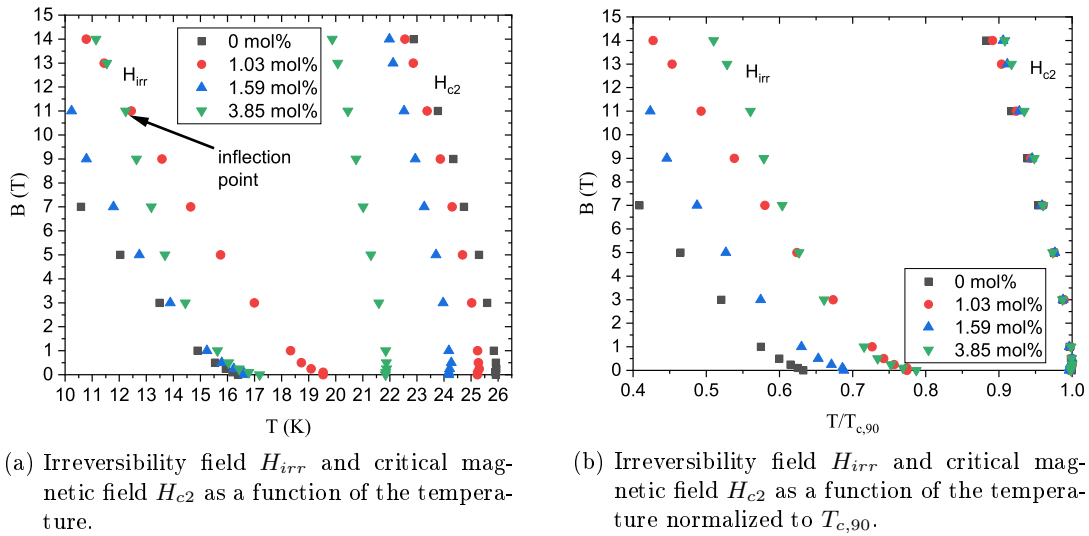 14
13
12
11
10
9
8
7
6
5
4
3
2
1
0
B (T)
10 11 12 13 14 15 16 17 18 19 20 21 22 23 24 25 26
T (K)
0 mol%
1.03 mol%
1.59 mol%
3.85 mol%
Hirr
Hc2
inflection
point
(a) Irreversibility field Hirr and critical mag-
netic field Hc2 as a function of the tempera-
ture.
14
13
12
11
10
9
8
7
6
5
4
3
2
1
0
B (T)
0.4 0.5 0.6 0.7 0.8 0.9 1.0
T/Tc,90
Hirr
Hc2
0 mol%
1.03 mol%
1.59 mol%
3.85 mol%
(b) Irreversibility field Hirr and critical mag-
netic field Hc2 as a function of the tempera-
ture normalized to Tc,90.